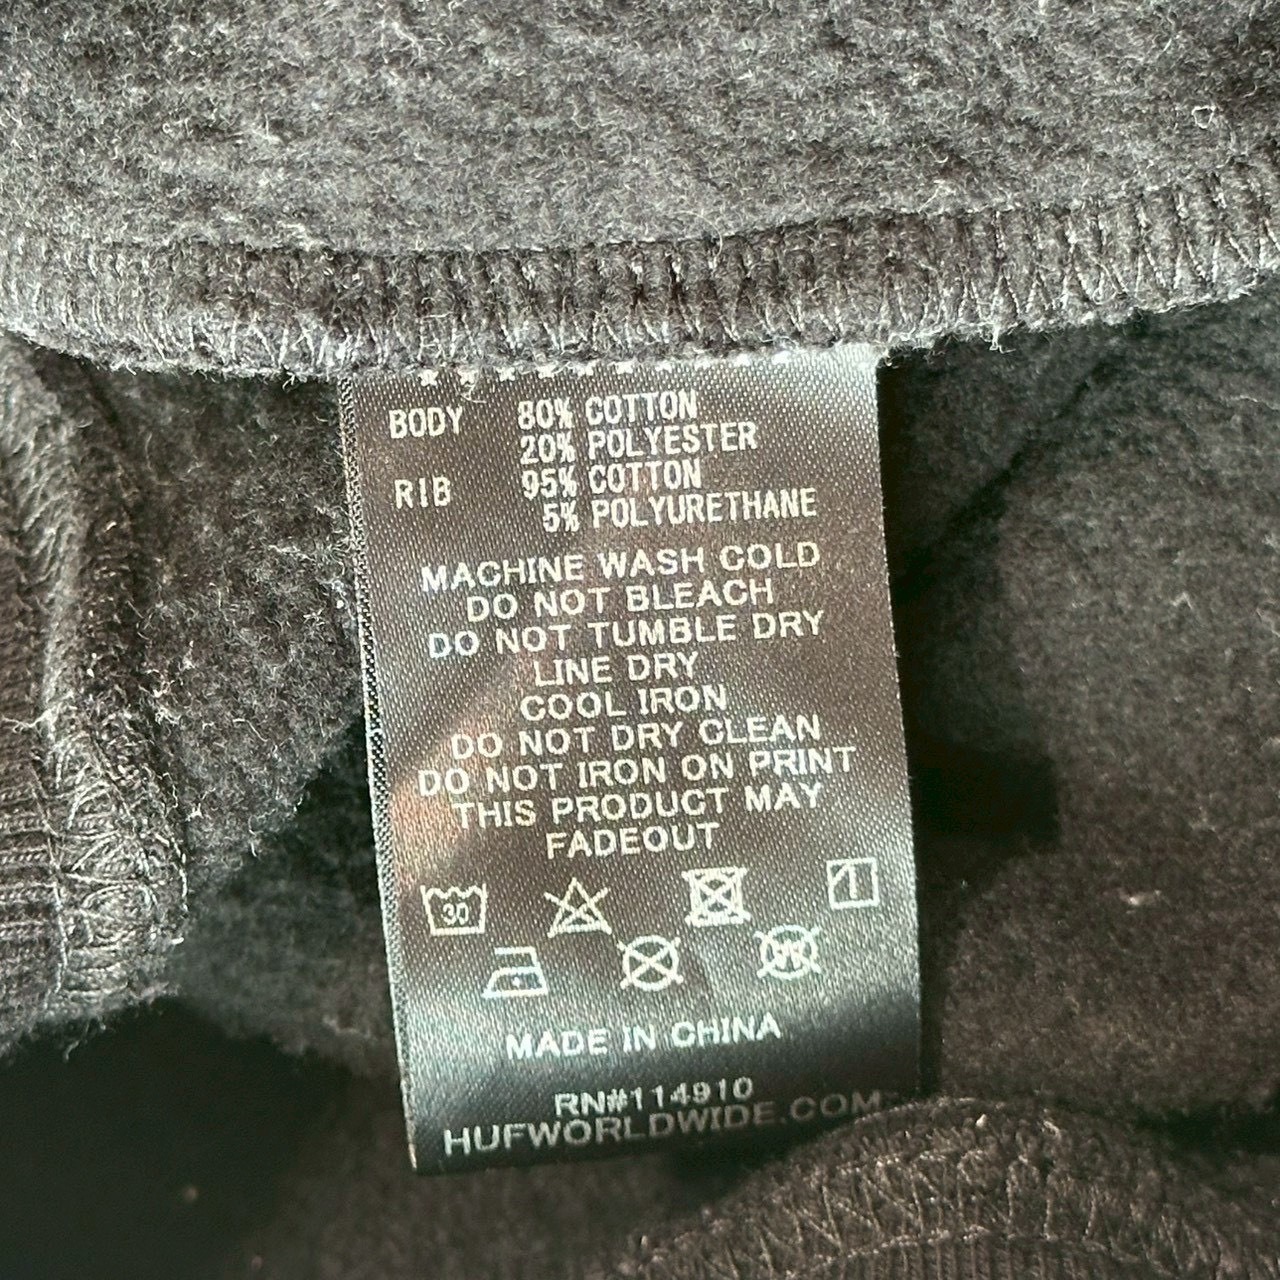 BODY 80% COTTON
20% POLYESTER
RIB 95% COTTON
5% POLYURETHANE
MACHINE WASH COLD
DO NOT BLEACH
DO NOT TUMBLE DRY
LINE DRY
COOL IRON
DO NOT DRY CLEAN
DO NOT IRON ON PRINT
THIS PRODUCT MAY
FADEOUT
30
W
MADE IN CHINA
RN#114910
HUFWORLDWIDE.COM